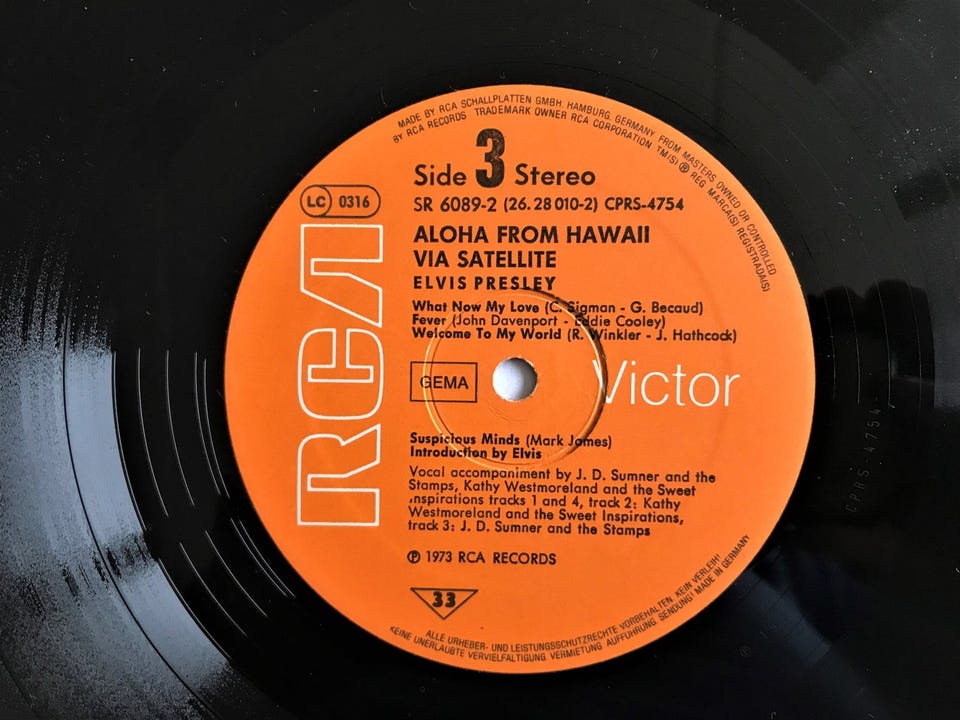 MADE BY RCA SCHALLPLATTEN GMBH. HAMBURG, GERMANY FROM MASTERS OWNED OR CONTROLLED
BY RCA RECORDS TRADEMARK OWNER RCA CORPORATION TM(S) ® REG MARCA(S) REGISTRADA(S)
Side 3 Stereo
LC 0316
SR 6089-2 (26.28 010-2) CPRS-4754
ALOHA FROM HAWAII
VIA SATELLITE
ELVIS PRESLEY
What Now My Love (C. Sigman - G. Becaud)
Fever (John Davenport - Eddie Cooley)
Welcome To My World (R. Winkler - J. Hathcock)
RCA
GEMA
Victor
Suspicious Minds (Mark James)
Introduction by Elvis
Vocal accompaniment by J. D. Sumner and the
Stamps, Kathy Westmoreland and the Sweet
Inspirations tracks 1 and 4, track 2: Kathy
Westmoreland and the Sweet Inspirations,
track 3: J. D. Sumner and the Stamps
℗ 1973 RCA RECORDS
33
ALLE URHEBER- UND LEISTUNGSSCHUTZRECHTE VORBEHALTEN. KEIN VERLEIH!
KEINE UNERLAUBTE VERVIELFÄLTIGUNG, VERMIETUNG, AUFFÜHRUNG, SENDUNG! MADE IN GERMANY
CPRS-4754-